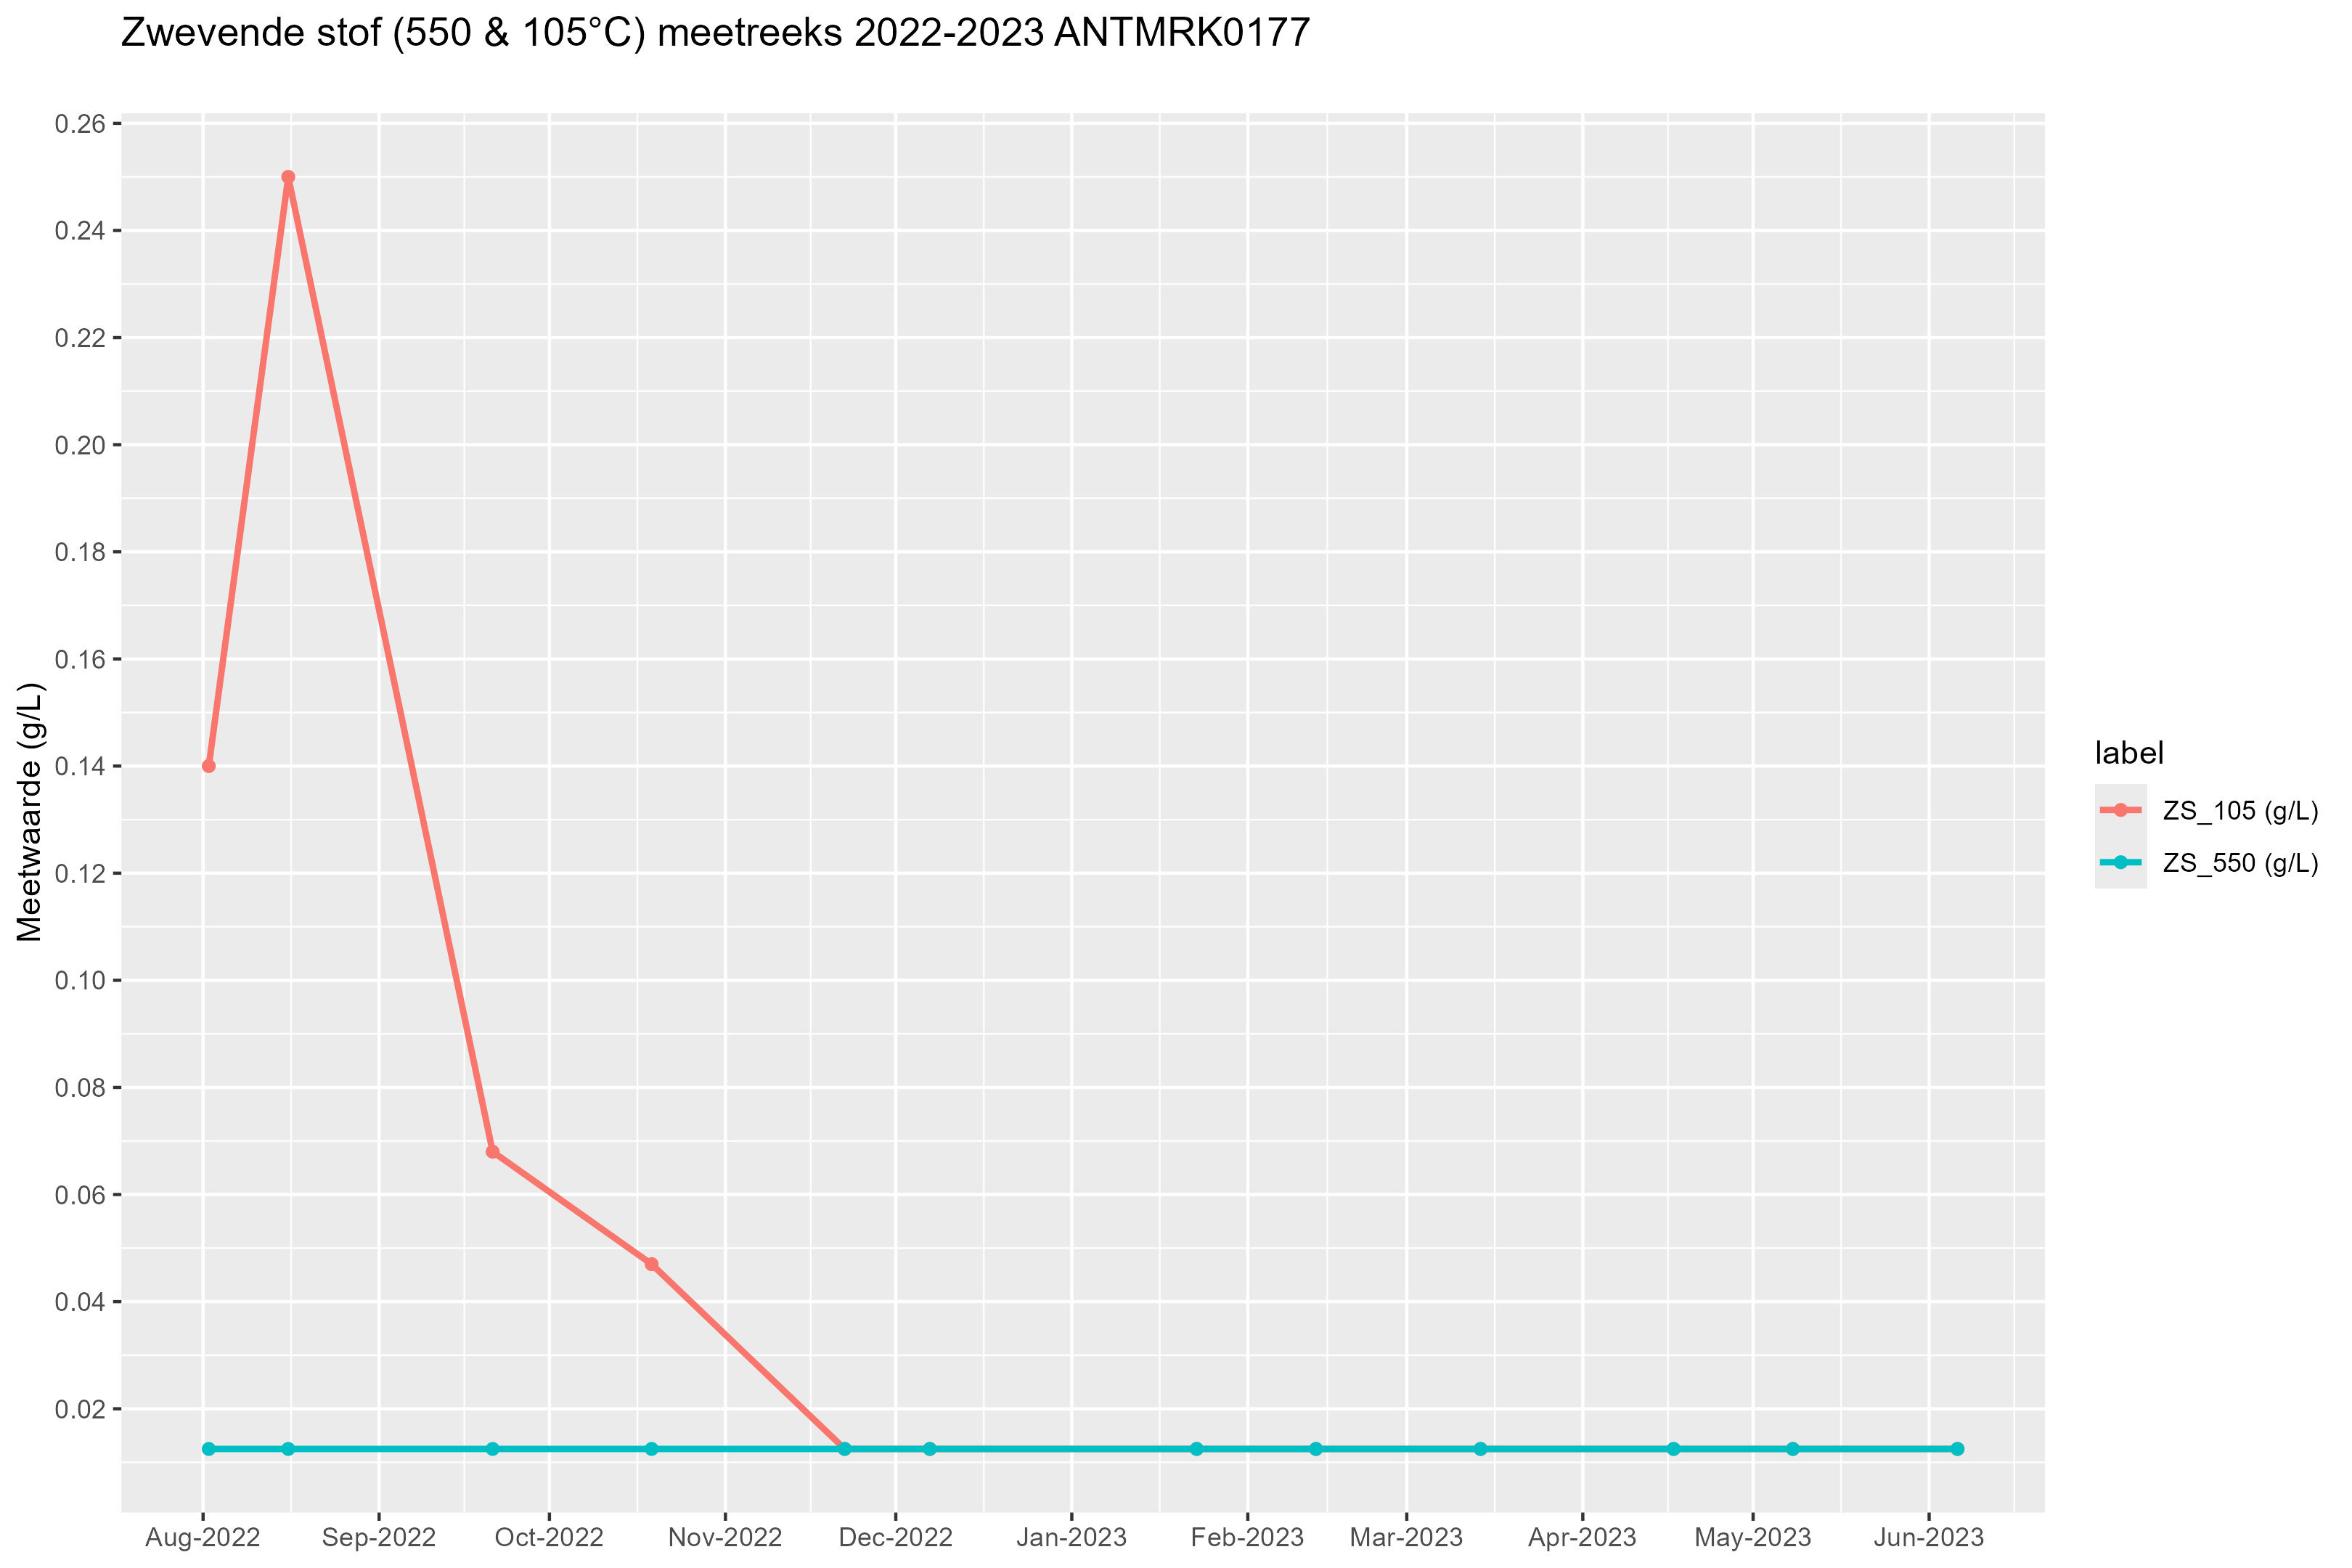 Zwevende stof (550 & 105°C) meetreeks 2022-2023 ANTMRK0177
Meetwaarde (g/L)
0.26
0.24
0.22
0.20
0.18
0.16
0.14
0.12
0.10
0.08
0.06
0.04
0.02
Aug-2022 Sep-2022 Oct-2022 Nov-2022 Dec-2022 Jan-2023 Feb-2023 Mar-2023 Apr-2023 May-2023 Jun-2023
label
ZS_105 (g/L)
ZS_550 (g/L)